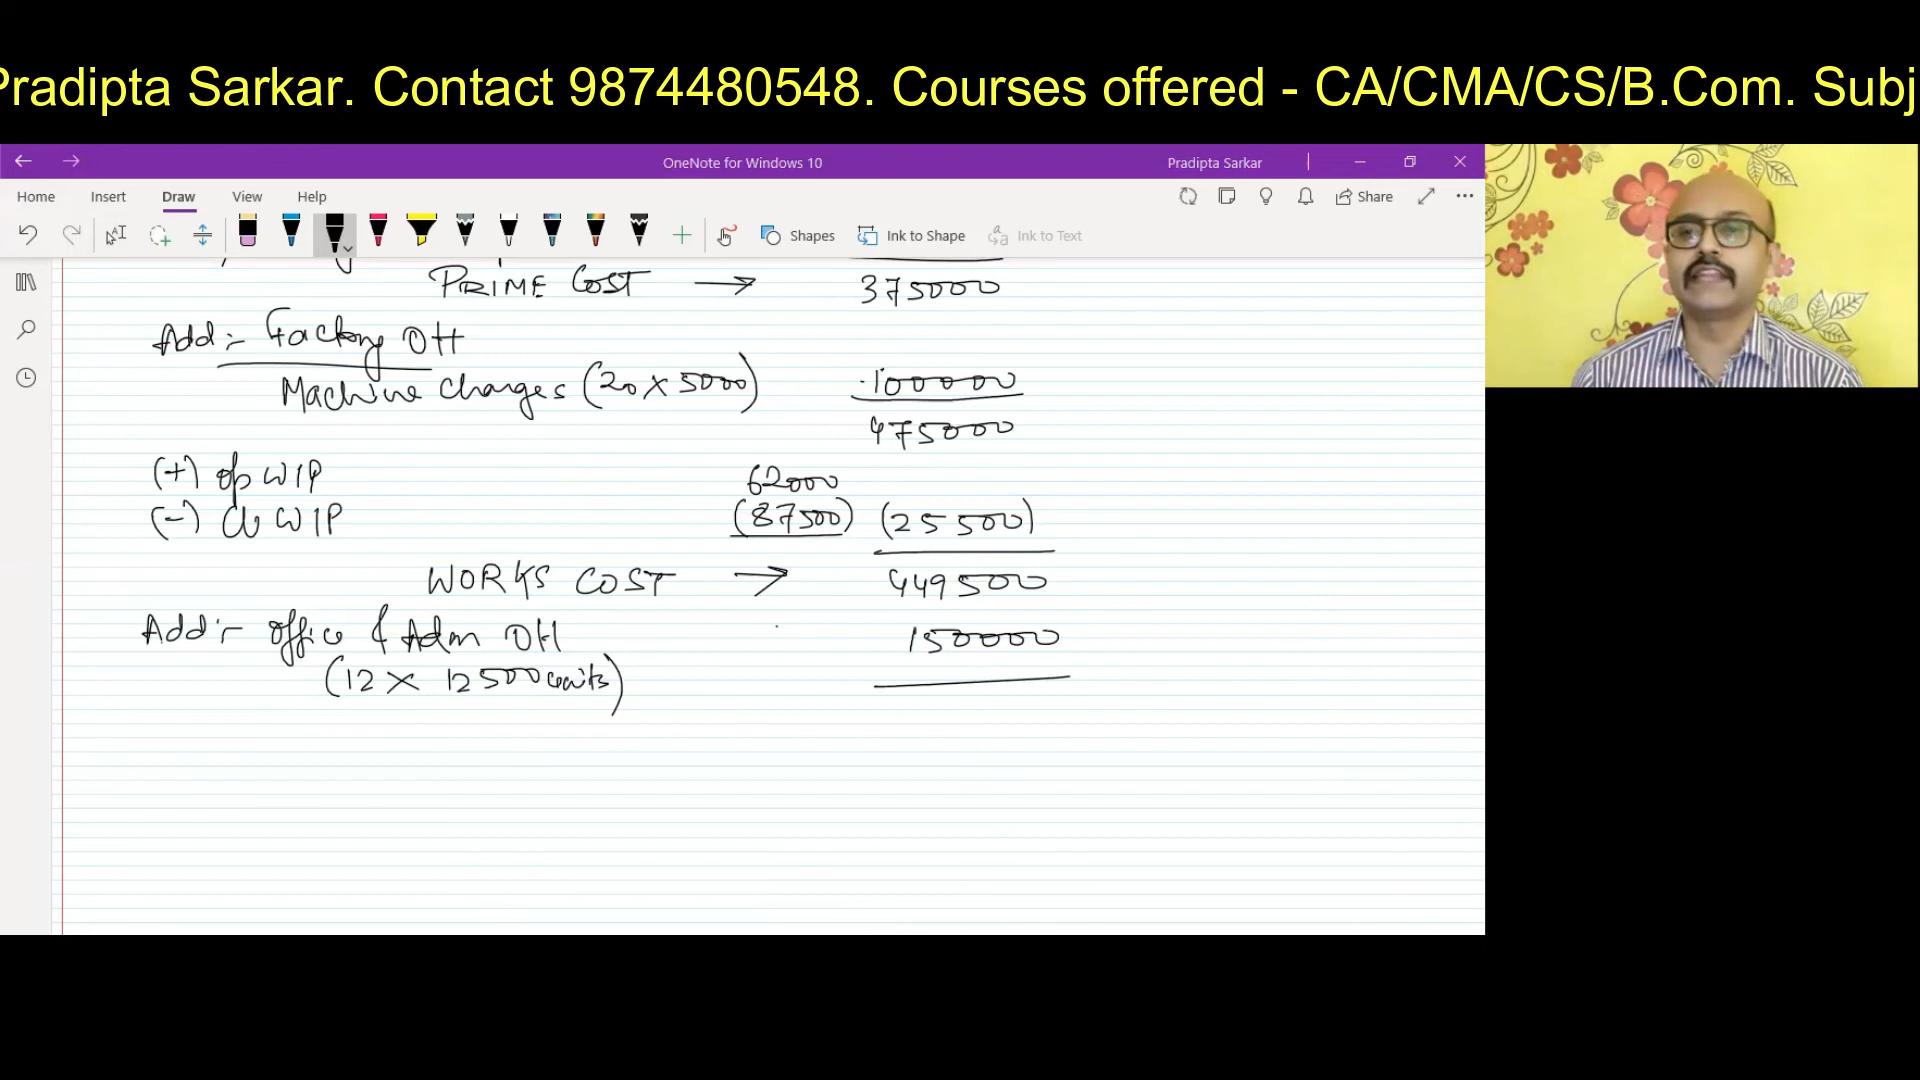 Pradipta Sarkar. Contact 9874480548. Courses offered - CA/CMA/CS/B.Com. Subj
OneNote for Windows 10
Pradipta Sarkar
Home Insert Draw View Help
Share
Shapes Ink to Shape Ink to Text
PRIME COST → 375000
Add:- Factory OH
Machine Charges (20 × 5000) 100000
475000
(+) op WIP 62000
(-) Clo WIP (87500) (25500)
WORKS COST → 449500
Add:- office & Adm OH 150000
(12 × 12500 units)